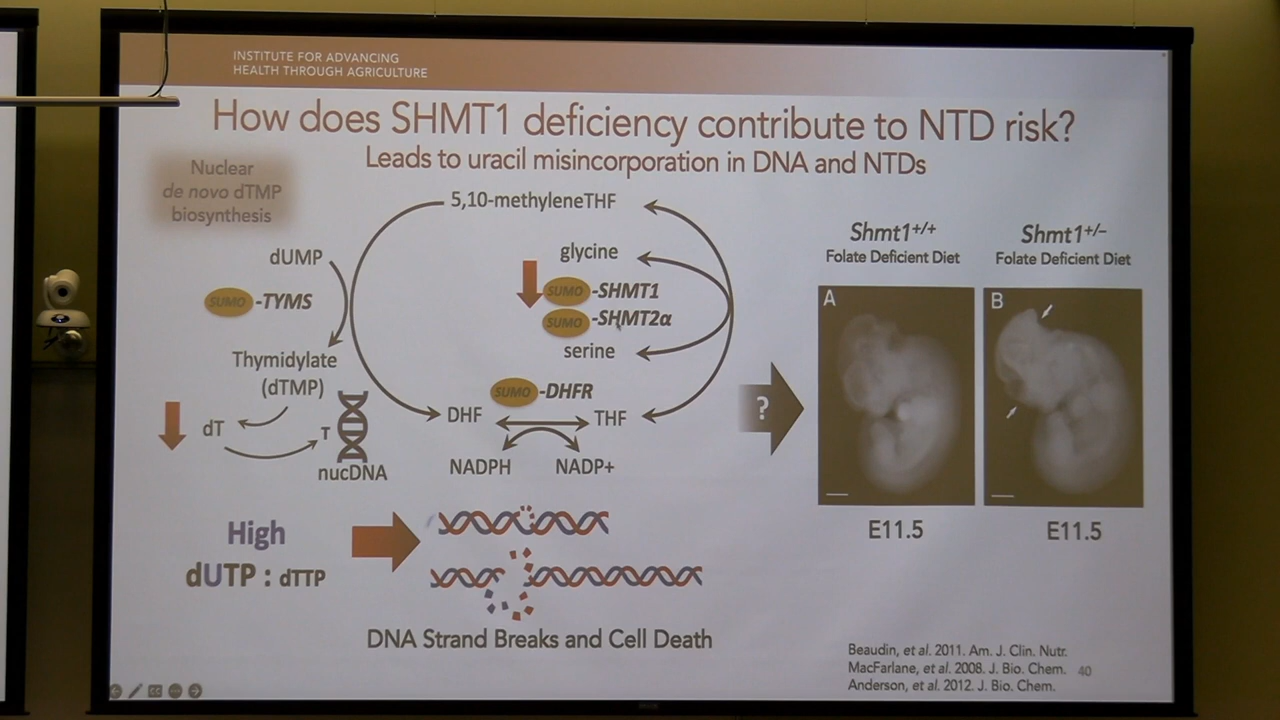 INSTITUTE FOR ADVANCING
HEALTH THROUGH AGRICULTURE
How does SHMT1 deficiency contribute to NTD risk?
Leads to uracil misincorporation in DNA and NTDs
Nuclear
de novo dTMP
biosynthesis
5,10-methyleneTHF
dUMP
SUMO-TYMS
Thymidylate
(dTMP)
dT
T
nucDNA
glycine
SUMO-SHMT1
SUMO-SHMT2α
serine
SUMO-DHFR
DHF
THF
NADPH
NADP+
?
Shmt1+/+
Folate Deficient Diet
A
E11.5
Shmt1+/–
Folate Deficient Diet
B
E11.5
High
dUTP : dTTP
DNA Strand Breaks and Cell Death
Beaudin, et al. 2011. Am. J. Clin. Nutr.
MacFarlane, et al. 2008. J. Bio. Chem.
Anderson, et al. 2012. J. Bio. Chem.
40